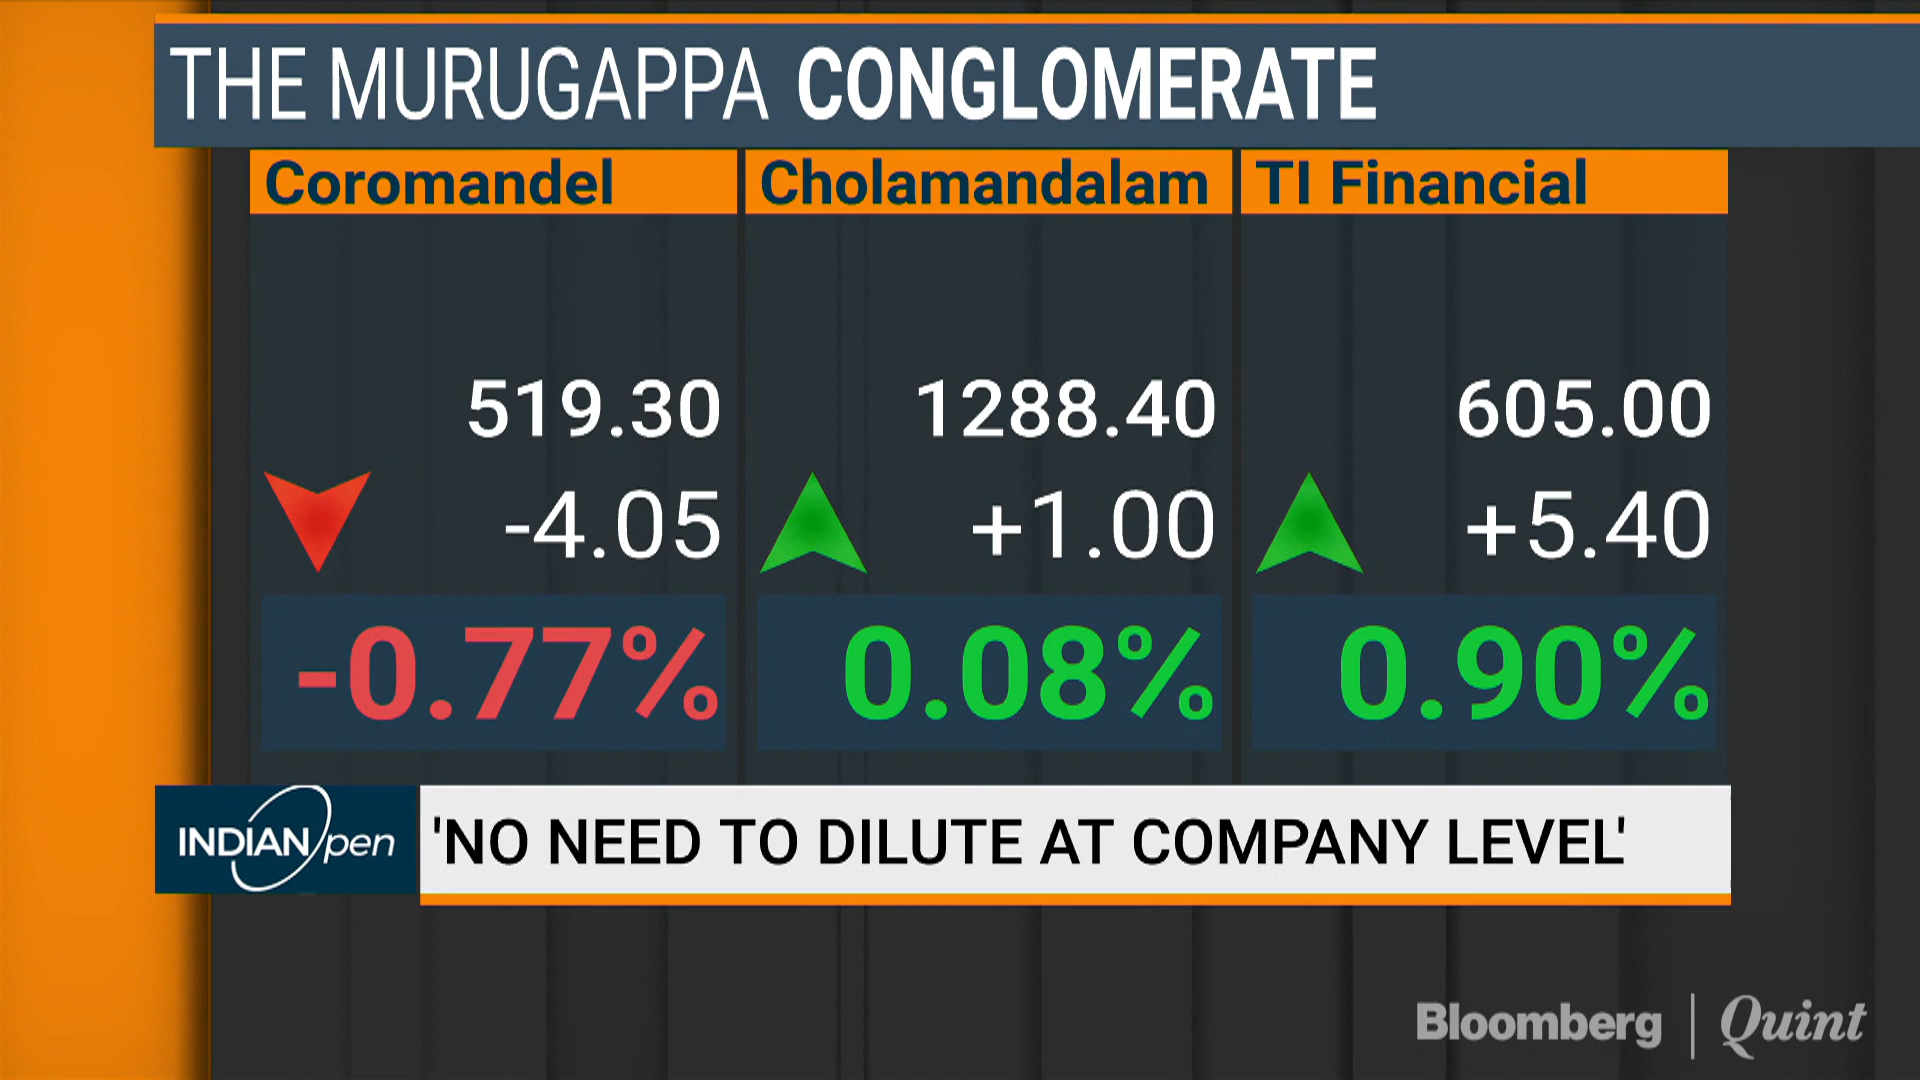 THE MURUGAPPA CONGLOMERATE
Coromandel Cholamandalam TI Financial
519.30 1288.40 605.00
-4.05 +1.00 +5.40
-0.77% 0.08% 0.90%
INDIAN Open 'NO NEED TO DILUTE AT COMPANY LEVEL'
Bloomberg | Quint